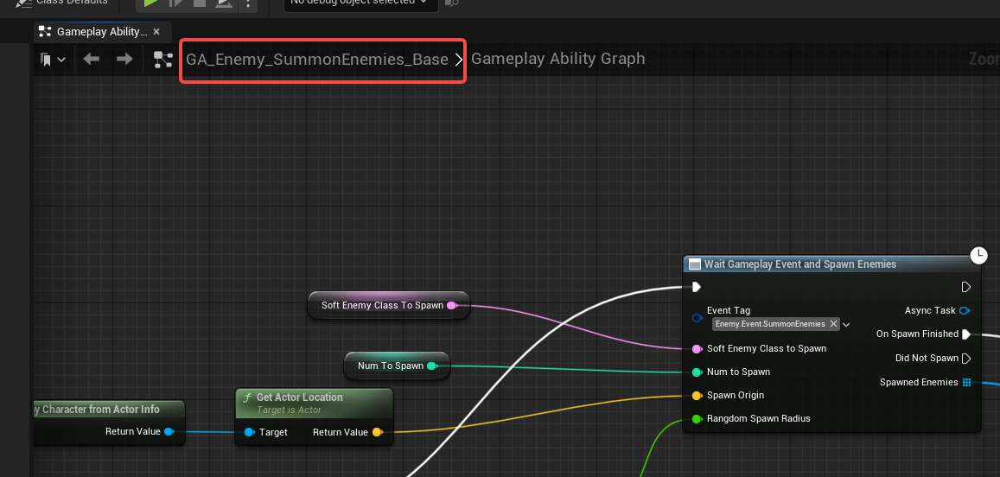 Class Defaults
No debug object selected
Gameplay Ability...
GA_Enemy_SummonEnemies_Base
Gameplay Ability Graph
Wait Gameplay Event and Spawn Enemies
Soft Enemy Class To Spawn
Event Tag
Enemy.Event.SummonEnemies
Async Task
On Spawn Finished
Soft Enemy Class to Spawn
Did Not Spawn
Num To Spawn
Num to Spawn
Spawned Enemies
Get Actor Location
Target is Actor
Spawn Origin
Character from Actor Info
Return Value
Target
Return Value
Rangdom Spawn Radius